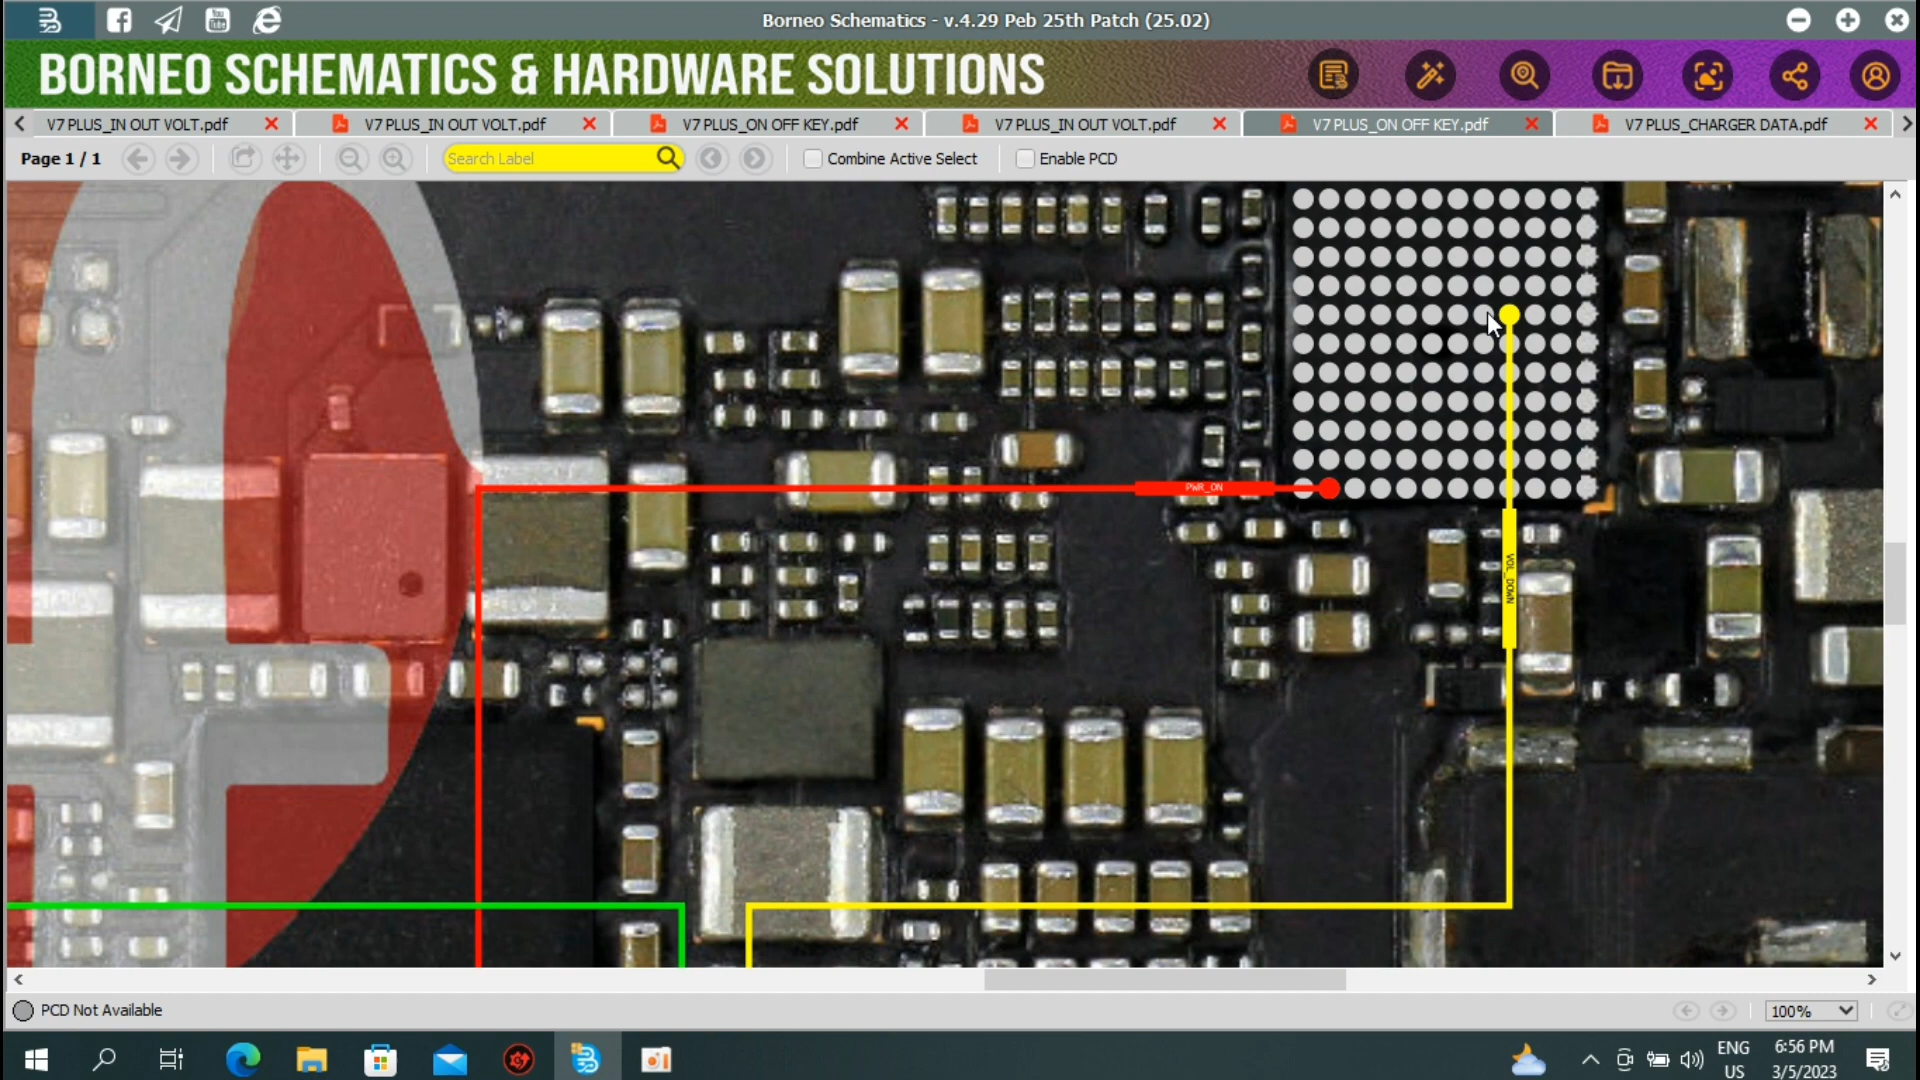 Borneo Schematics - v.4.29 Peb 25th Patch (25.02)
BORNEO SCHEMATICS & HARDWARE SOLUTIONS
V7 PLUS_IN OUT VOLT.pdf
V7 PLUS_IN OUT VOLT.pdf
V7 PLUS_ON OFF KEY.pdf
V7 PLUS_IN OUT VOLT.pdf
V7 PLUS_ON OFF KEY.pdf
V7 PLUS_CHARGER DATA.pdf
Page 1 / 1
Search Label
Combine Active Select
Enable PCD
PWR_ON
VOL_DOWN
PCD Not Available
100%
ENG
US
6:56 PM
3/5/2023